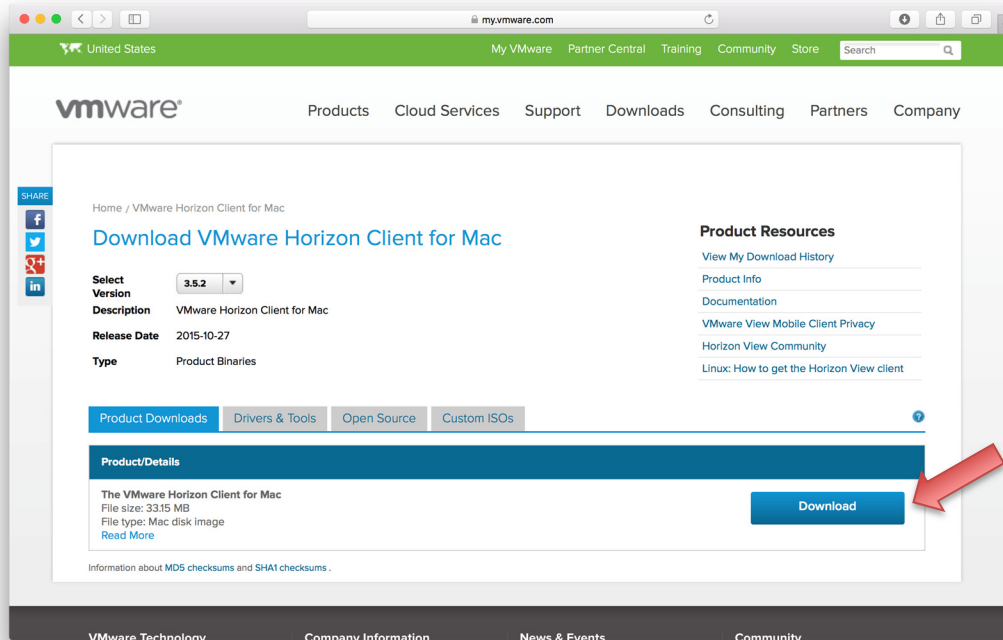 my.vmware.com
United States
My VMware Partner Central Training Community Store Search
vmware®
Products Cloud Services Support Downloads Consulting Partners Company
SHARE
f
g+
in
Home / VMware Horizon Client for Mac
Download VMware Horizon Client for Mac
Select Version 3.5.2
Description VMware Horizon Client for Mac
Release Date 2015-10-27
Type Product Binaries
Product Resources
View My Download History
Product Info
Documentation
VMware View Mobile Client Privacy
Horizon View Community
Linux: How to get the Horizon View client
Product Downloads Drivers & Tools Open Source Custom ISOs ?
Product/Details
The VMware Horizon Client for Mac
File size: 33.15 MB
File type: Mac disk image
Read More
Download
Information about MD5 checksums and SHA1 checksums .
VMware Technology Company Information News & Events Community